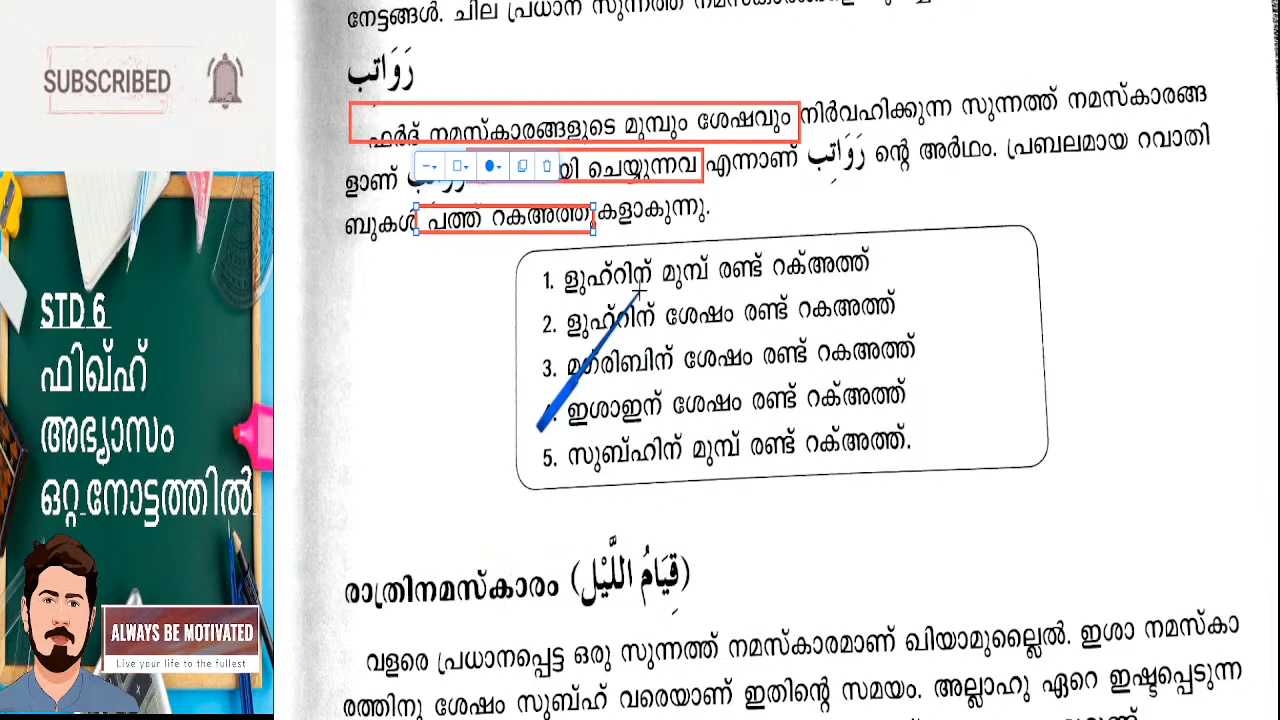 SUBSCRIBED
STD 6
ഫിഖ്ഹ്
അഭ്യാസം
ഒറ്റ നോട്ടത്തിൽ
ALWAYS BE MOTIVATED
Live your life to the fullest
നേട്ടങ്ങൾ. ചില പ്രധാന സുന്നത്ത്
رَوَاتِب
ഫർദ് നമസ്കാരങ്ങളുടെ മുമ്പും ശേഷവും നിർവഹിക്കുന്ന സുന്നത്ത് നമസ്കാരങ്ങ
ളാണ് ചെയ്യുന്നവ എന്നാണ് رَوَاتِب ന്റെ അർഥം. പ്രബലമായ റവാതി
ബുകൾ പത്ത് റകഅത്തുകളാകുന്നു.
1. ളുഹ്റിന് മുമ്പ് രണ്ട് റക്അത്ത്
2. ളുഹ്റിന് ശേഷം രണ്ട് റകഅത്ത്
3. മഗ്‌രിബിന് ശേഷം രണ്ട് റകഅത്ത്
4. ഇശാഇന് ശേഷം രണ്ട് റക്അത്ത്
5. സുബ്ഹിന് മുമ്പ് രണ്ട് റക്അത്ത്.
രാത്രിനമസ്കാരം (قِيَامُ اللَّيْلِ)
വളരെ പ്രധാനപ്പെട്ട ഒരു സുന്നത്ത് നമസ്കാരമാണ് ഖിയാമുല്ലൈൽ. ഇശാ നമസ്കാ
രത്തിനു ശേഷം സുബ്ഹ് വരെയാണ് ഇതിന്റെ സമയം. അല്ലാഹു ഏറെ ഇഷ്ടപ്പെടുന്ന